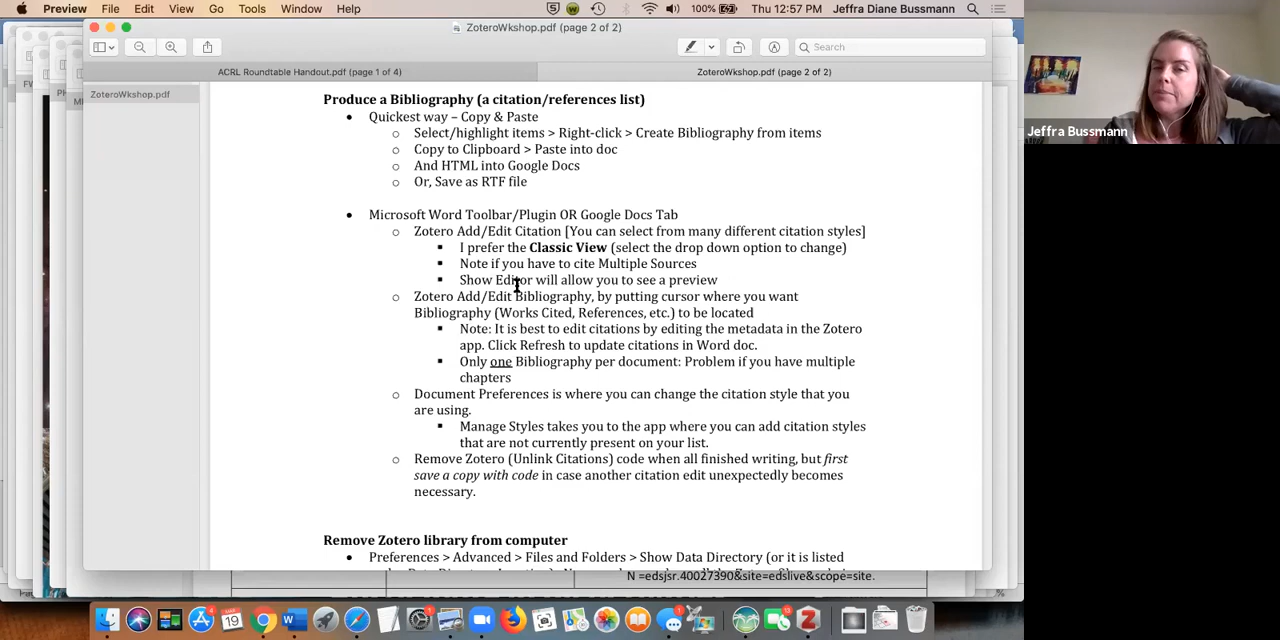 Preview File Edit View Go Tools Window Help 100% Thu 12:57 PM Jeffra Diane Bussmann
ZoteroWkshop.pdf (page 2 of 2)
Search
ACRL Roundtable Handout.pdf (page 1 of 4) ZoteroWkshop.pdf (page 2 of 2)
ZoteroWkshop.pdf
Produce a Bibliography (a citation/references list)
• Quickest way – Copy & Paste
o Select/highlight items > Right-click > Create Bibliography from items
o Copy to Clipboard > Paste into doc
o And HTML into Google Docs
o Or, Save as RTF file
• Microsoft Word Toolbar/Plugin OR Google Docs Tab
o Zotero Add/Edit Citation [You can select from many different citation styles]
▪ I prefer the Classic View (select the drop down option to change)
▪ Note if you have to cite Multiple Sources
▪ Show Editor will allow you to see a preview
o Zotero Add/Edit Bibliography, by putting cursor where you want
Bibliography (Works Cited, References, etc.) to be located
▪ Note: It is best to edit citations by editing the metadata in the Zotero
app. Click Refresh to update citations in Word doc.
▪ Only one Bibliography per document: Problem if you have multiple
chapters
o Document Preferences is where you can change the citation style that you
are using.
▪ Manage Styles takes you to the app where you can add citation styles
that are not currently present on your list.
o Remove Zotero (Unlink Citations) code when all finished writing, but first
save a copy with code in case another citation edit unexpectedly becomes
necessary.
Remove Zotero library from computer
• Preferences > Advanced > Files and Folders > Show Data Directory (or it is listed
N =edsjsr.40027390&site=edslive&scope=site.
Jeffra Bussmann
MAR
19